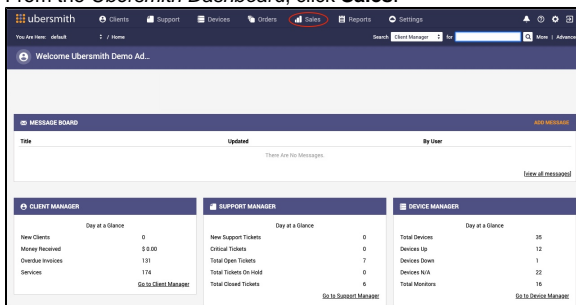 From the Ubersmith Dashboard, click Sales.
ubersmith Clients Support Devices Orders Sales Reports Settings
You Are Here: default / Home Search Client Manager for More | Advance
Welcome Ubersmith Demo Ad...
MESSAGE BOARD ADD MESSAGE
Title Updated By User
There Are No Messages.
[view all messages]
CLIENT MANAGER
Day at a Glance
New Clients 0
Money Received $ 0.00
Overdue Invoices 131
Services 174
Go to Client Manager
SUPPORT MANAGER
Day at a Glance
New Support Tickets 0
Critical Tickets 0
Total Open Tickets 7
Total Tickets On Hold 0
Total Closed Tickets 6
Go to Support Manager
DEVICE MANAGER
Day at a Glance
Total Devices 35
Devices Up 12
Devices Down 1
Devices N/A 22
Total Monitors 16
Go to Device Manager